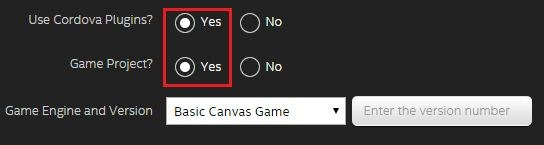 Use Cordova Plugins? Yes No
Game Project? Yes No
Game Engine and Version Basic Canvas Game Enter the version number